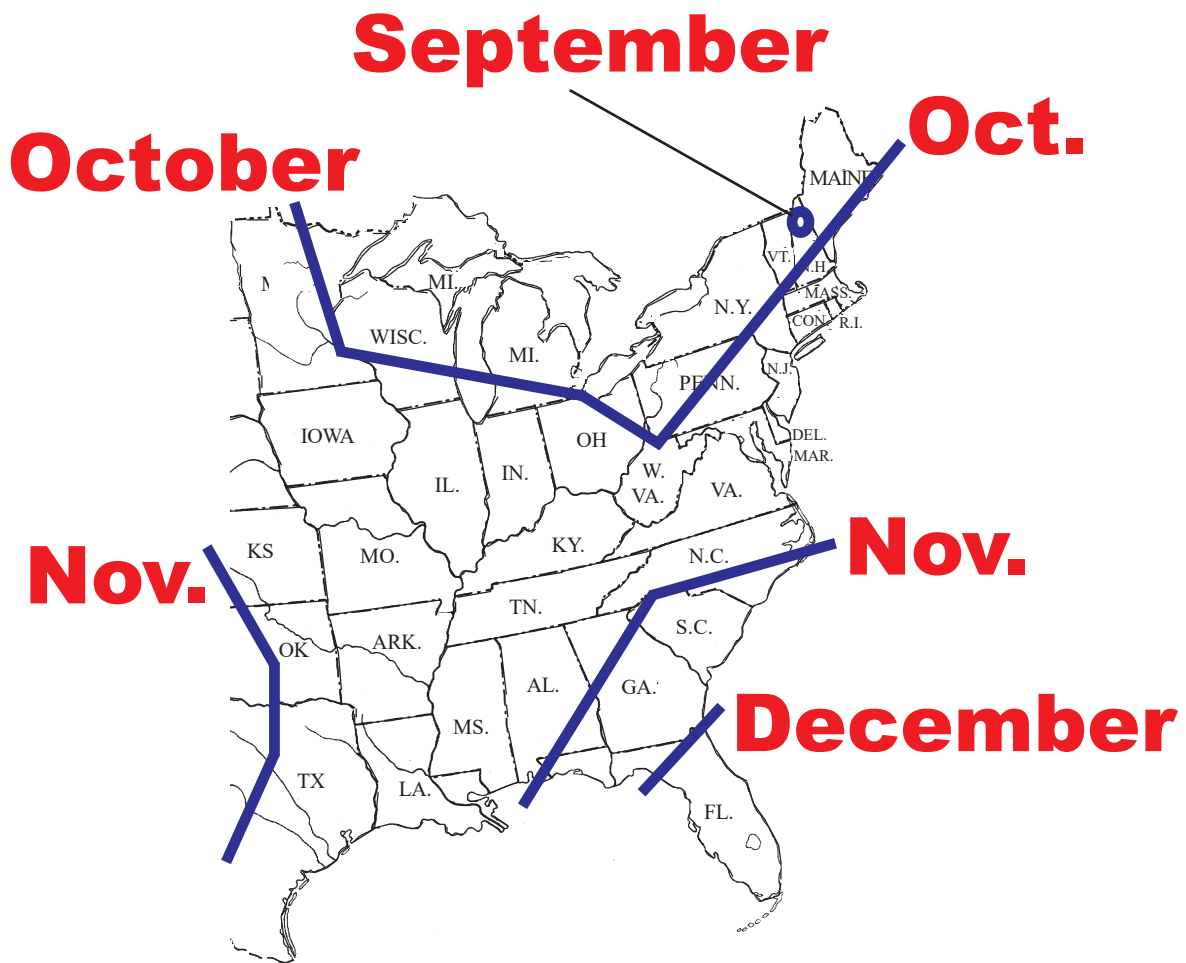 September
Oct.
October
MAINE
VT.
N.H.
MI.
MASS.
N.Y.
CON.
R.I.
WISC.
MI.
N.J.
PENN.
IOWA
OH
DEL.
MAR.
W.
VA.
IN.
IL.
VA.
KS
MO.
KY.
N.C.
Nov.
Nov.
TN.
S.C.
OK
ARK.
AL.
GA.
MS.
December
TX
LA.
FL.